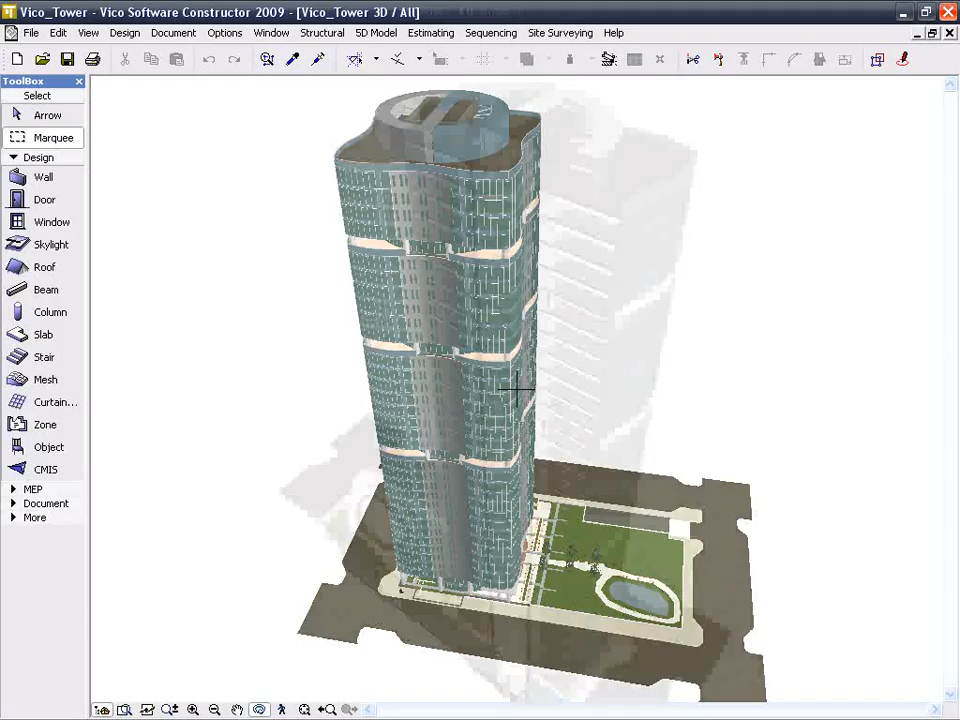 Vico_Tower - Vico Software Constructor 2009 - [Vico_Tower 3D / All]
File Edit View Design Document Options Window Structural 5D Model Estimating Sequencing Site Surveying Help
ToolBox
Select
Arrow
Marquee
Design
Wall
Door
Window
Skylight
Roof
Beam
Column
Slab
Stair
Mesh
Curtain...
Zone
Object
CMIS
MEP
Document
More